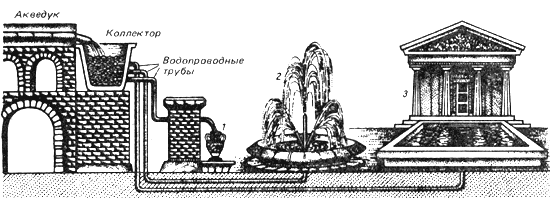 Акведук
Коллектор
Водопроводные
трубы
1
2
3